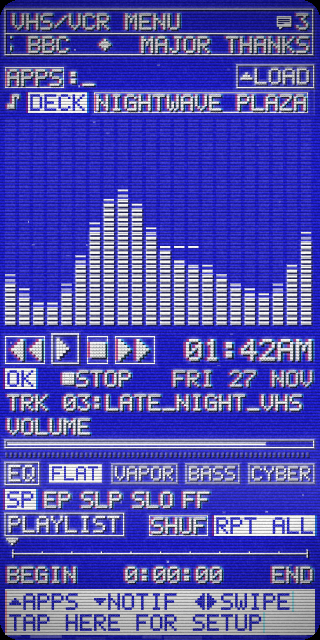 VHS/VCR MENU 3
: BBC MAJOR THANKS
APPS:_ LOAD
DECK NIGHTWAVE PLAZA
01:42AM
OK STOP FRI 27 NOV
TRK 03:LATE_NIGHT_VHS
VOLUME
EQ FLAT VAPOR BASS CYBER
SP EP SLP SLO FF
PLAYLIST SHUF RPT ALL
BEGIN 0:00:00 END
APPS NOTIF SWIPE
TAP HERE FOR SETUP